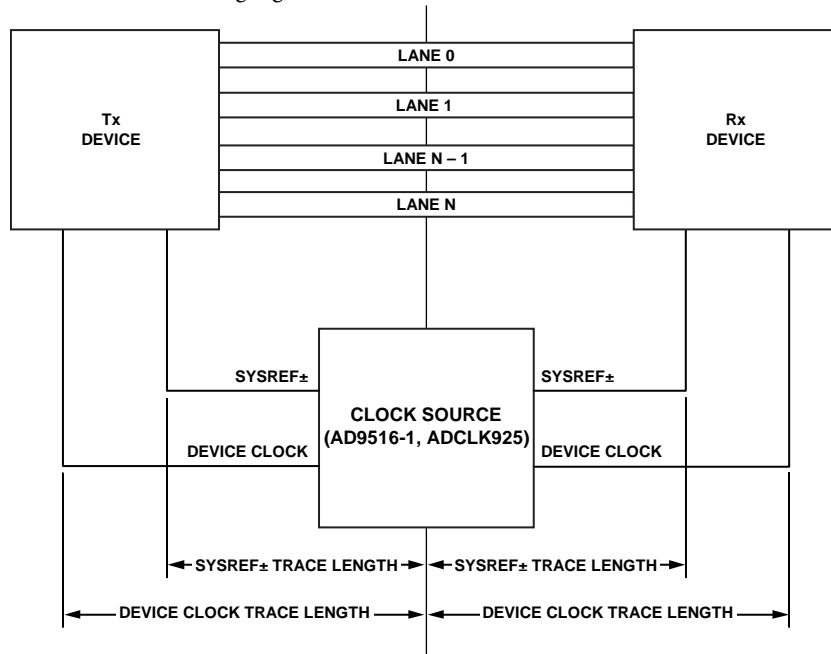 LANE 0
LANE 1
LANE N – 1
LANE N
Tx
DEVICE
Rx
DEVICE
SYSREF±
SYSREF±
CLOCK SOURCE
(AD9516-1, ADCLK925)
DEVICE CLOCK
DEVICE CLOCK
SYSREF± TRACE LENGTH
SYSREF± TRACE LENGTH
DEVICE CLOCK TRACE LENGTH
DEVICE CLOCK TRACE LENGTH